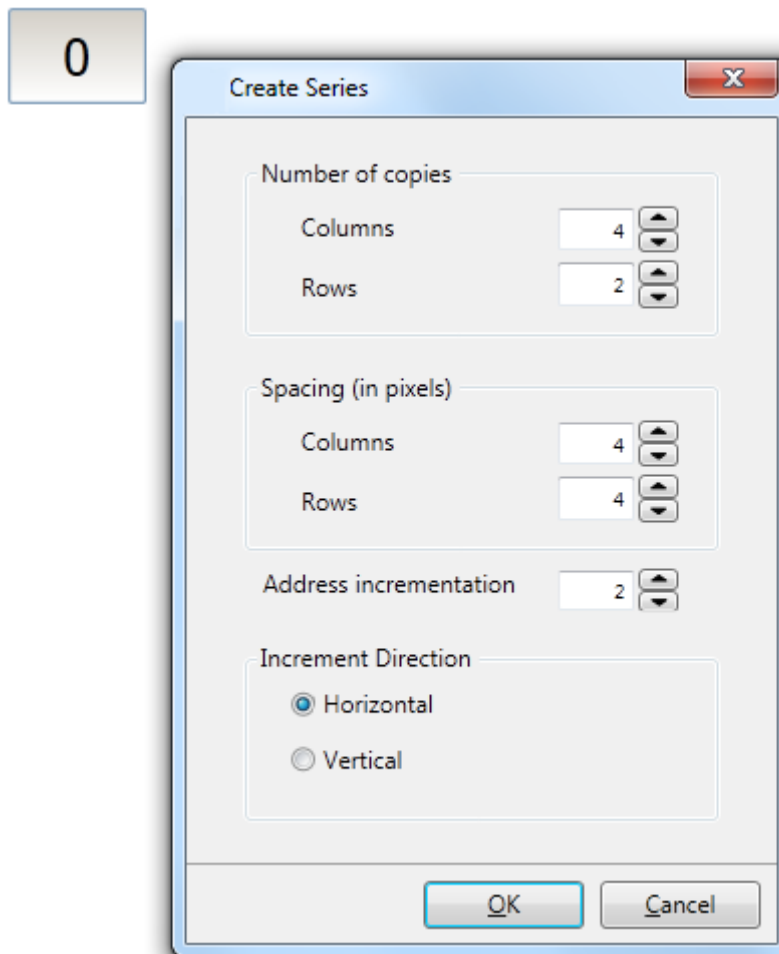 0
Create Series
Number of copies
Columns 4
Rows 2
Spacing (in pixels)
Columns 4
Rows 4
Address incrementation 2
Increment Direction
Horizontal
Vertical
OK Cancel